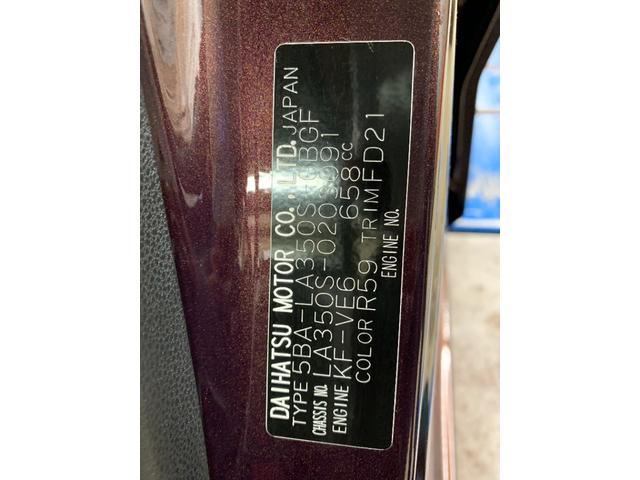 DAIHATSU MOTOR CO., LTD. JAPAN
TYPE 5BA-LA350S-GBGF
CHASSIS NO. LA350S-0203091
ENGINE KF-VE6 658cc
COLOR R59 TRIM FD21
ENGINE NO.